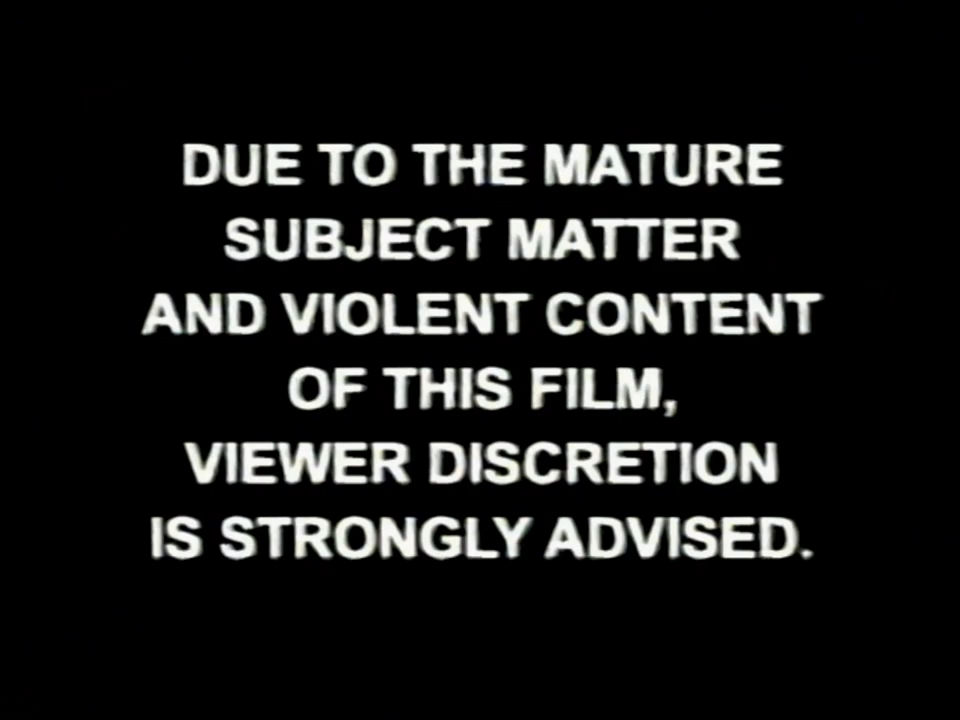 DUE TO THE MATURE
SUBJECT MATTER
AND VIOLENT CONTENT
OF THIS FILM,
VIEWER DISCRETION
IS STRONGLY ADVISED.